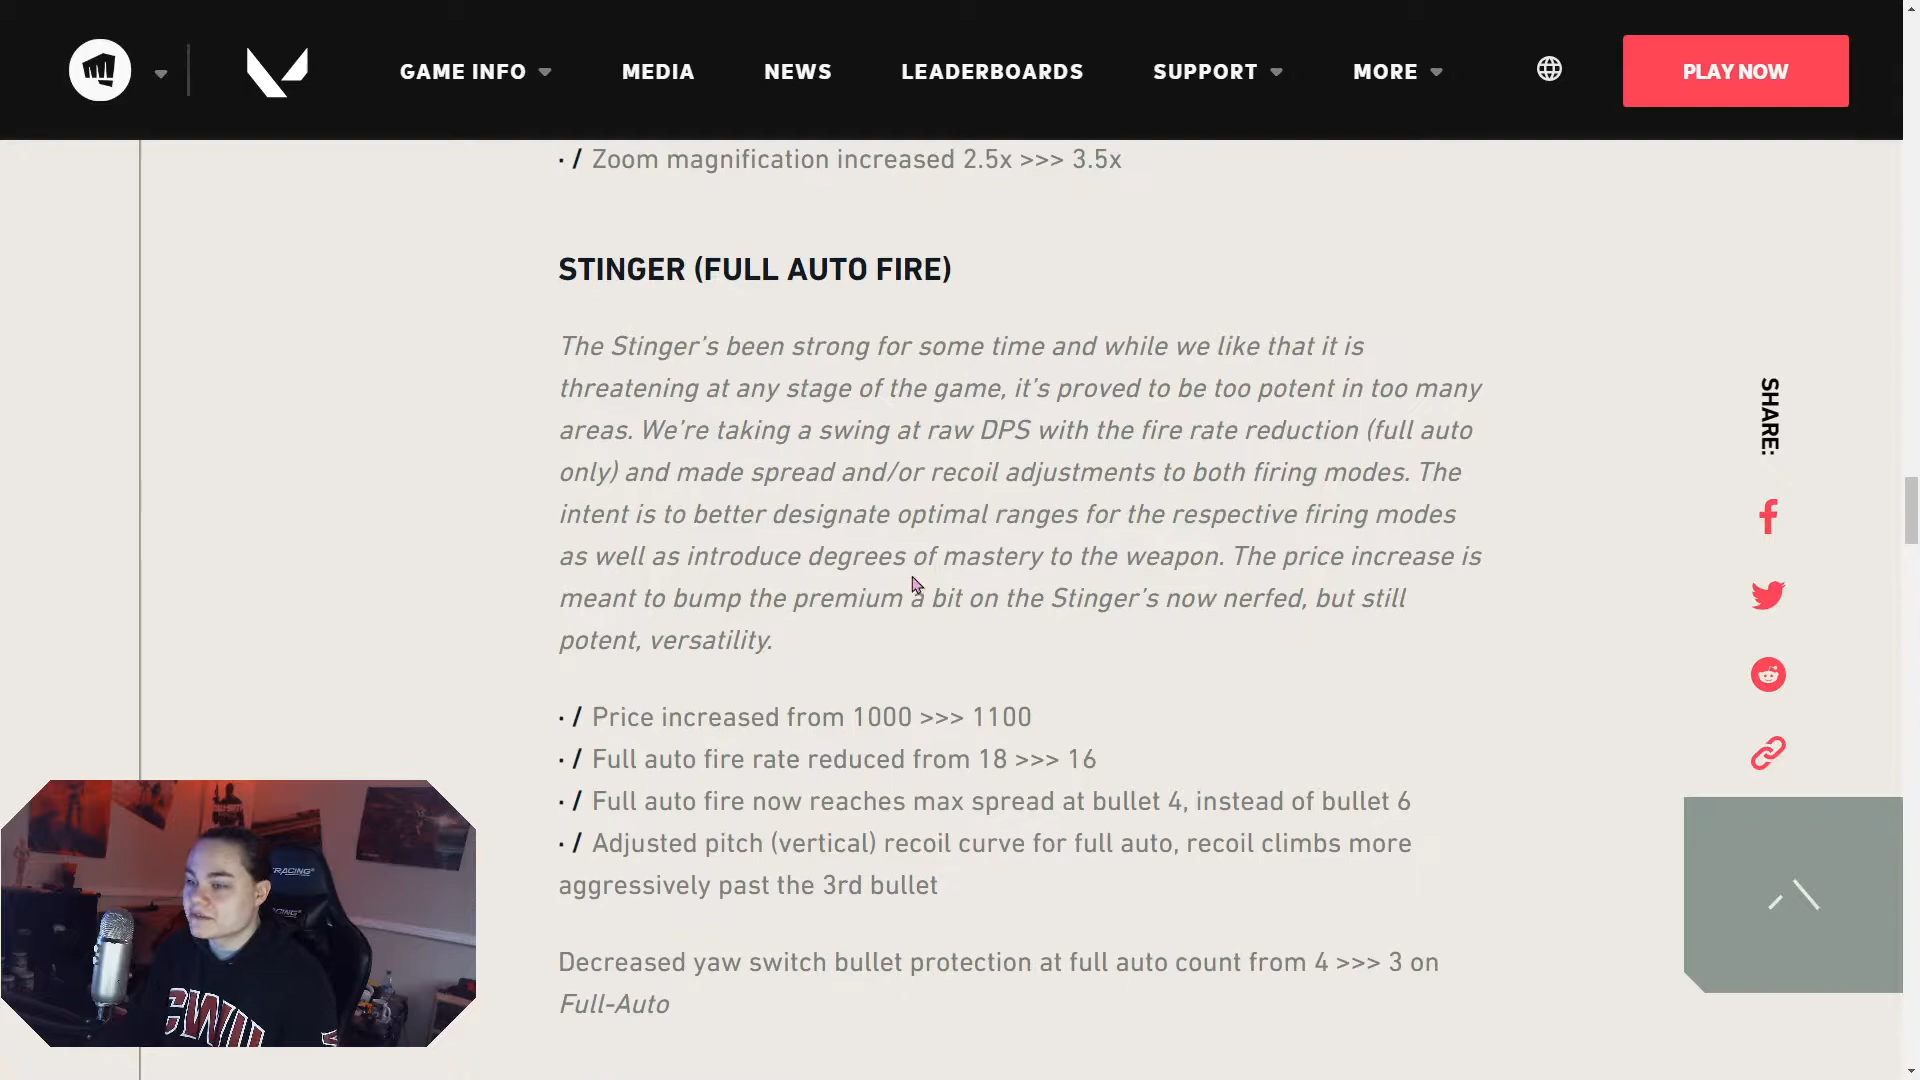 GAME INFO MEDIA NEWS LEADERBOARDS SUPPORT MORE PLAY NOW
· / Zoom magnification increased 2.5x >>> 3.5x
STINGER (FULL AUTO FIRE)
The Stinger’s been strong for some time and while we like that it is
threatening at any stage of the game, it’s proved to be too potent in too many
areas. We’re taking a swing at raw DPS with the fire rate reduction (full auto
only) and made spread and/or recoil adjustments to both firing modes. The
intent is to better designate optimal ranges for the respective firing modes
as well as introduce degrees of mastery to the weapon. The price increase is
meant to bump the premium a bit on the Stinger’s now nerfed, but still
potent, versatility.
· / Price increased from 1000 >>> 1100
· / Full auto fire rate reduced from 18 >>> 16
· / Full auto fire now reaches max spread at bullet 4, instead of bullet 6
· / Adjusted pitch (vertical) recoil curve for full auto, recoil climbs more
aggressively past the 3rd bullet
Decreased yaw switch bullet protection at full auto count from 4 >>> 3 on
Full-Auto
SHARE:
RACING
CWU